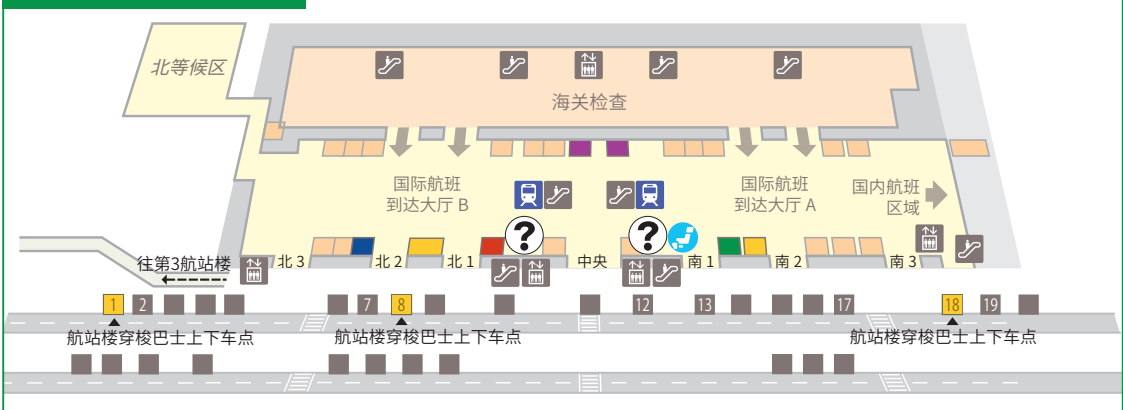 北等候区
海关检查
国际航班
到达大厅 B
国际航班
到达大厅 A
国内航班
区域
?
?
往第3航站楼
北 3
北 2
北 1
中央
南 1
南 2
南 3
1
2
7
8
12
13
17
18
19
航站楼穿梭巴士上下车点
航站楼穿梭巴士上下车点
航站楼穿梭巴士上下车点